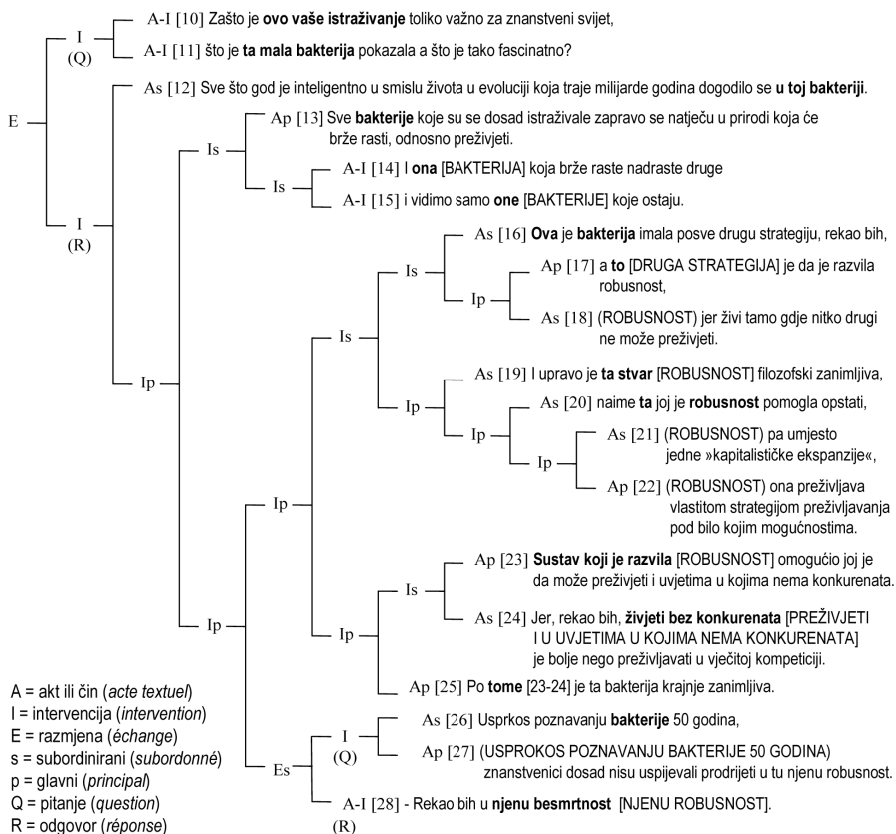 A-I [10] Zašto je ovo vaše istraživanje toliko važno za znanstveni svijet,
I
(Q)
A-I [11] što je ta mala bakterija pokazala a što je tako fascinatno?
As [12] Sve što god je inteligentno u smislu života u evoluciji koja traje milijarde godina dogodilo se u toj bakteriji.
E
Ap [13] Sve bakterije koje su se dosad istraživale zapravo se natječu u prirodi koja će
brže rasti, odnosno preživjeti.
Is
A-I [14] I ona [BAKTERIJA] koja brže raste nadraste druge
Is
A-I [15] i vidimo samo one [BAKTERIJE] koje ostaju.
I
(R)
As [16] Ova je bakterija imala posve drugu strategiju, rekao bih,
Is
Ap [17] a to [DRUGA STRATEGIJA] je da je razvila
robusnost,
Ip
As [18] (ROBUSNOST) jer živi tamo gdje nitko drugi
ne može preživjeti.
Is
As [19] I upravo je ta stvar [ROBUSNOST] filozofski zanimljiva,
Ip
As [20] naime ta joj je robusnost pomogla opstati,
Ip
Ip
As [21] (ROBUSNOST) pa umjesto
jedne »kapitalističke ekspanzije«,
Ip
Ap [22] (ROBUSNOST) ona preživljava
vlastitom strategijom preživljavanja
pod bilo kojim mogućnostima.
Ip
Ap [23] Sustav koji je razvila [ROBUSNOST] omogućio joj je
da može preživjeti i uvjetima u kojima nema konkurenata.
Is
As [24] Jer, rekao bih, živjeti bez konkurenata [PREŽIVJETI
I U UVJETIMA U KOJIMA NEMA KONKURENATA]
je bolje nego preživljavati u vječitoj kompeticiji.
Ip
Ip
Ap [25] Po tome [23-24] je ta bakterija krajnje zanimljiva.
As [26] Usprkos poznavanju bakterije 50 godina,
I
(Q)
Ap [27] (USPROKOS POZNAVANJU BAKTERIJE 50 GODINA)
znanstvenici dosad nisu uspijevali prodrijeti u tu njenu robusnost.
Es
A-I [28] - Rekao bih u njenu besmrtnost [NJENU ROBUSNOST].
(R)
A = akt ili čin (acte textuel)
I = intervencija (intervention)
E = razmjena (échange)
s = subordinirani (subordonné)
p = glavni (principal)
Q = pitanje (question)
R = odgovor (réponse)